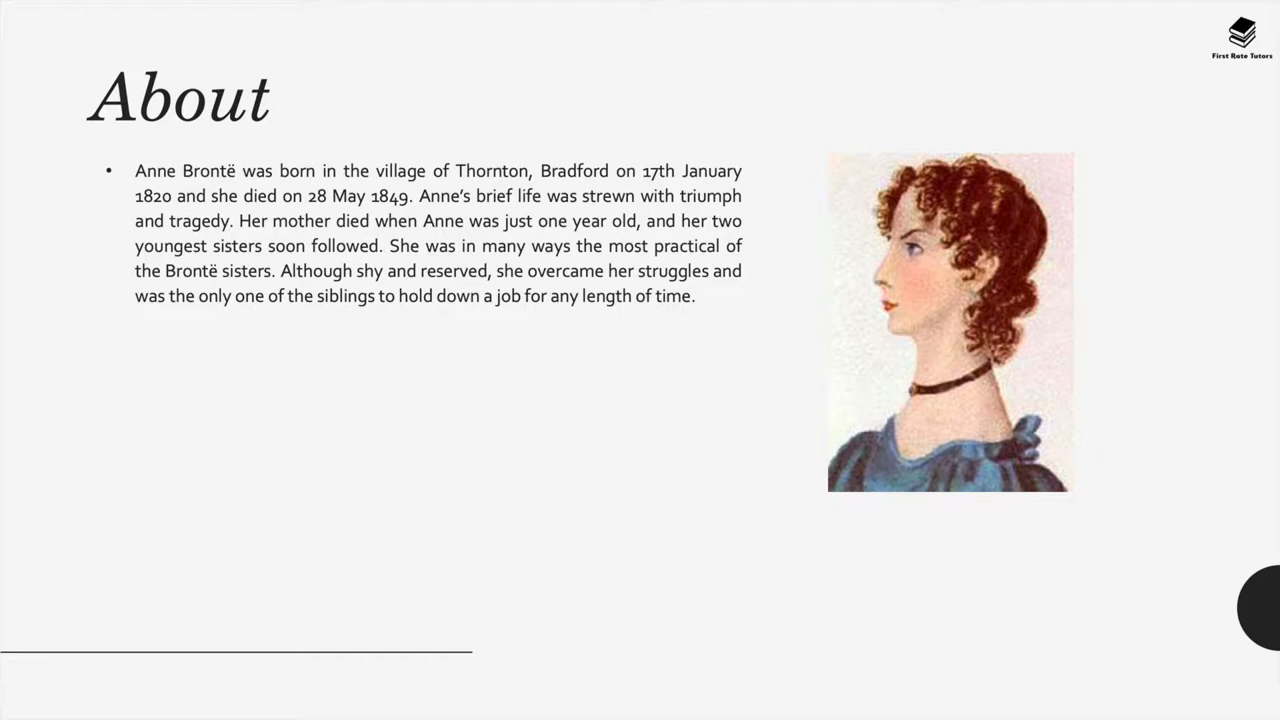 First Rate Tutors
About
• Anne Brontë was born in the village of Thornton, Bradford on 17th January
1820 and she died on 28 May 1849. Anne’s brief life was strewn with triumph
and tragedy. Her mother died when Anne was just one year old, and her two
youngest sisters soon followed. She was in many ways the most practical of
the Brontë sisters. Although shy and reserved, she overcame her struggles and
was the only one of the siblings to hold down a job for any length of time.